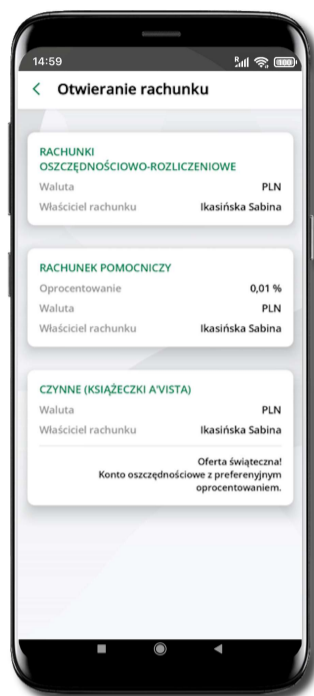 14:59
R
100
Otwieranie rachunku
RACHUNKI
OSZCZĘDNOŚCIOWO-ROZLICZENIOWE
Waluta PLN
Właściciel rachunku Ikasińska Sabina
RACHUNEK POMOCNICZY
Oprocentowanie 0,01 %
Waluta PLN
Właściciel rachunku Ikasińska Sabina
CZYNNE (KSIĄŻECZKI A'VISTA)
Waluta PLN
Właściciel rachunku Ikasińska Sabina
Oferta świąteczna!
Konto oszczędnościowe z preferenyjnym
oprocentowaniem.